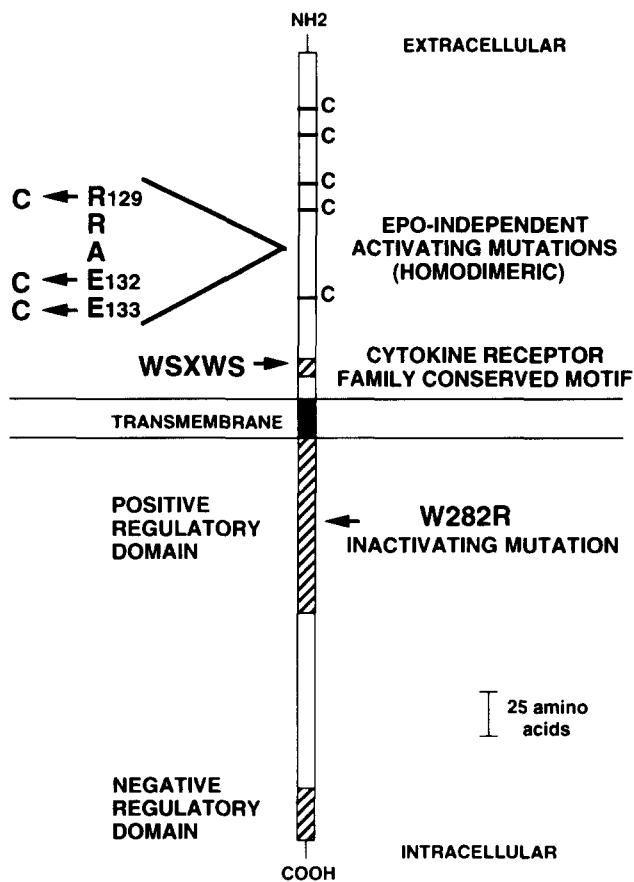 NH2
EXTRACELLULAR
C
C
C
C
C ← R129
R
A
C ← E132
C ← E133
EPO-INDEPENDENT
ACTIVATING MUTATIONS
(HOMODIMERIC)
C
WSXWS →
CYTOKINE RECEPTOR
FAMILY CONSERVED MOTIF
TRANSMEMBRANE
POSITIVE
REGULATORY
DOMAIN
← W282R
INACTIVATING MUTATION
25 amino
acids
NEGATIVE
REGULATORY
DOMAIN
INTRACELLULAR
COOH